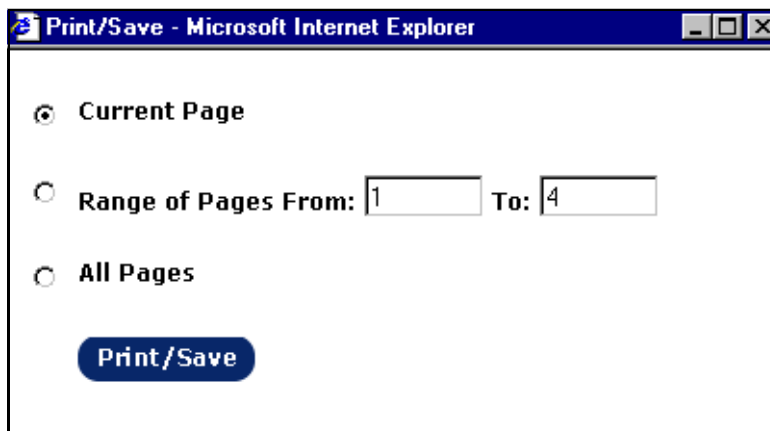 Print/Save - Microsoft Internet Explorer
Current Page
Range of Pages From: 1 To: 4
All Pages
Print/Save